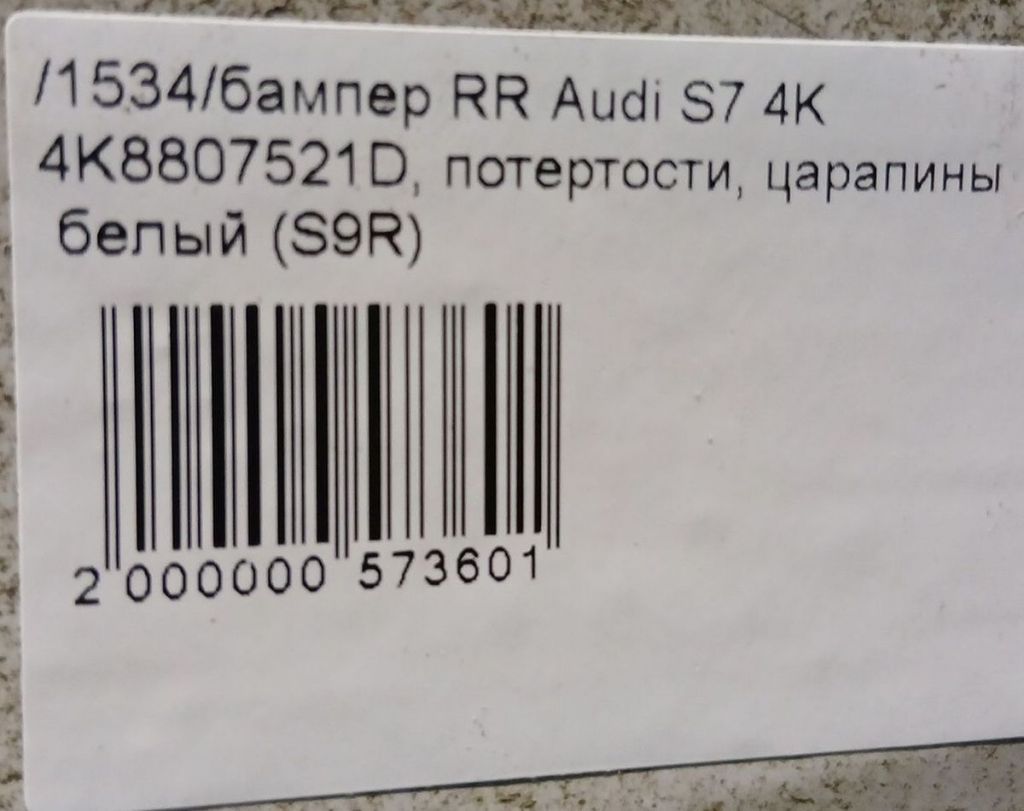 /1534/бампер RR Audi S7 4K
4K8807521D, потертости, царапины
белый (S9R)
2 000000 573601